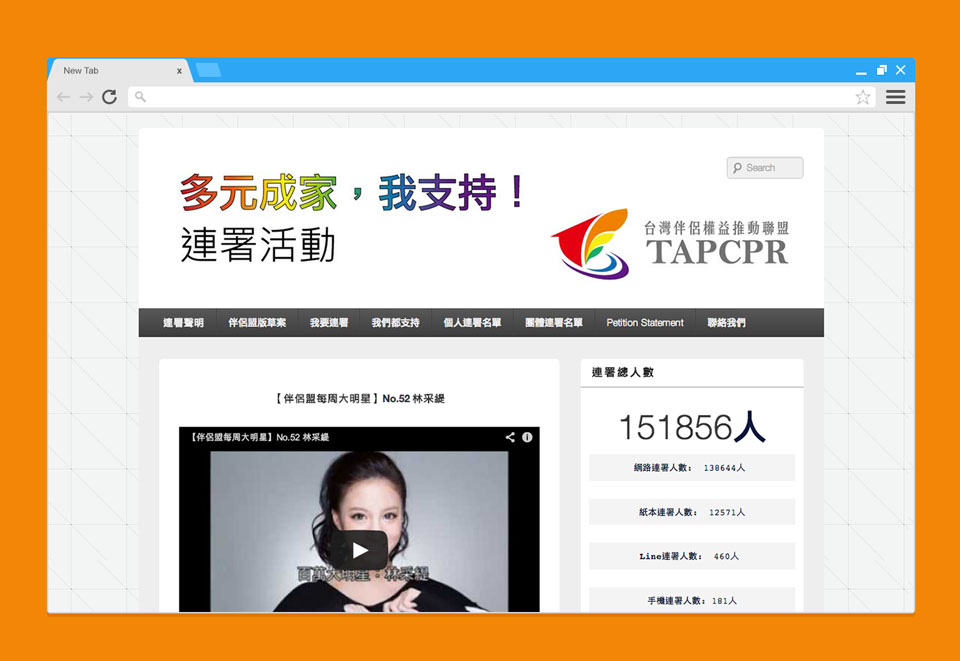 New Tab
x
多元成家，我支持！
連署活動
Search
台灣伴侶權益推動聯盟
TAPCPR
連署聲明 伴侶盟版草案 我要連署 我們都支持 個人連署名單 團體連署名單 Petition Statement 聯絡我們
【伴侶盟每周大明星】No.52 林采緹
【伴侶盟每周大明星】No.52 林采緹
百萬大明星・林采緹
連署總人數
151856人
網路連署人數： 138644人
紙本連署人數： 12571人
Line連署人數： 460人
手機連署人數：181人